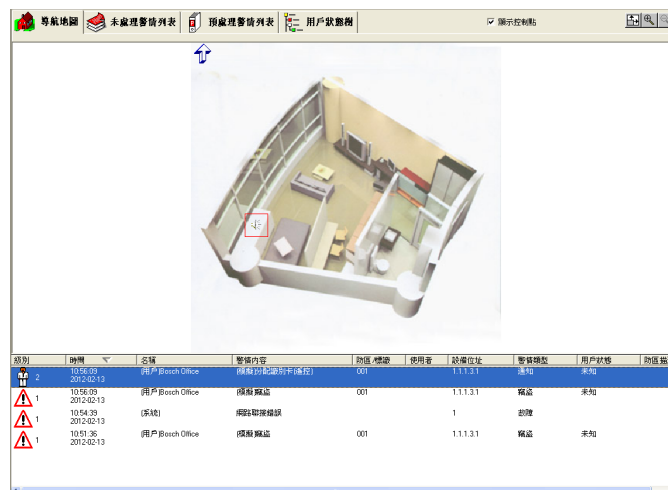 導航地圖 未處理警情列表 預處理警情列表 用戶狀態樹 顯示控制點
級別 時間 名稱 警情內容 防區/標識 使用者 設備位址 警情類型 用戶狀態 防區描
2 10:56:09 2012-02-13 (用戶)Bosch Office (模擬)分配識別卡(遙控) 001 1.1.1.3.1 通知 未知
1 10:56:09 2012-02-13 (用戶)Bosch Office (模擬)竊盜 001 1.1.1.3.1 竊盜 未知
1 10:54:39 2012-02-13 (系統) 網路聯接錯誤 1 故障
1 10:51:36 2012-02-13 (用戶)Bosch Office (模擬)竊盜 001 1.1.1.3.1 竊盜 未知